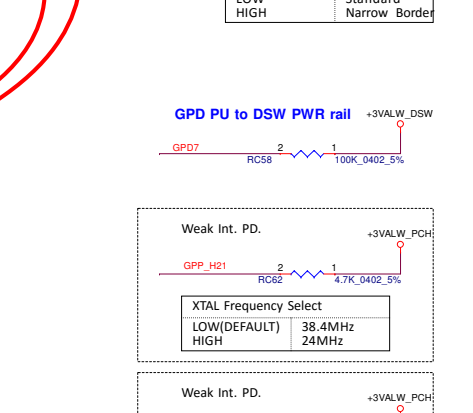 HIGH Narrow Border
GPD PU to DSW PWR rail +3VALW_DSW
GPD7 2 1
RC58 100K_0402_5%
Weak Int. PD.
+3VALW_PCH
GPP_H21 2 1
RC62 4.7K_0402_5%
XTAL Frequency Select
LOW(DEFAULT) 38.4MHz
HIGH 24MHz
Weak Int. PD.
+3VALW_PCH